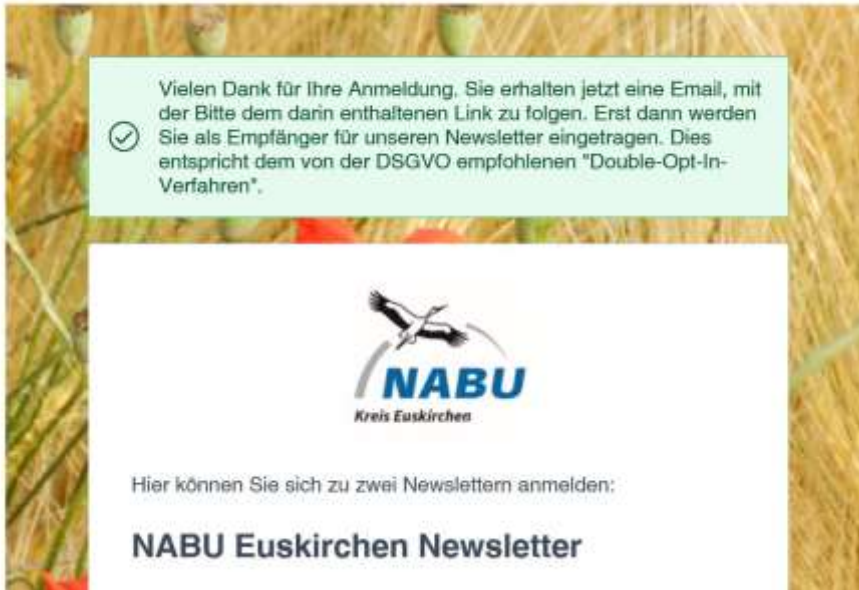 Vielen Dank für Ihre Anmeldung. Sie erhalten jetzt eine Email, mit
der Bitte dem darin enthaltenen Link zu folgen. Erst dann werden
Sie als Empfänger für unseren Newsletter eingetragen. Dies
entspricht dem von der DSGVO empfohlenen "Double-Opt-In-
Verfahren".
NABU
Kreis Euskirchen
Hier können Sie sich zu zwei Newslettern anmelden:
NABU Euskirchen Newsletter